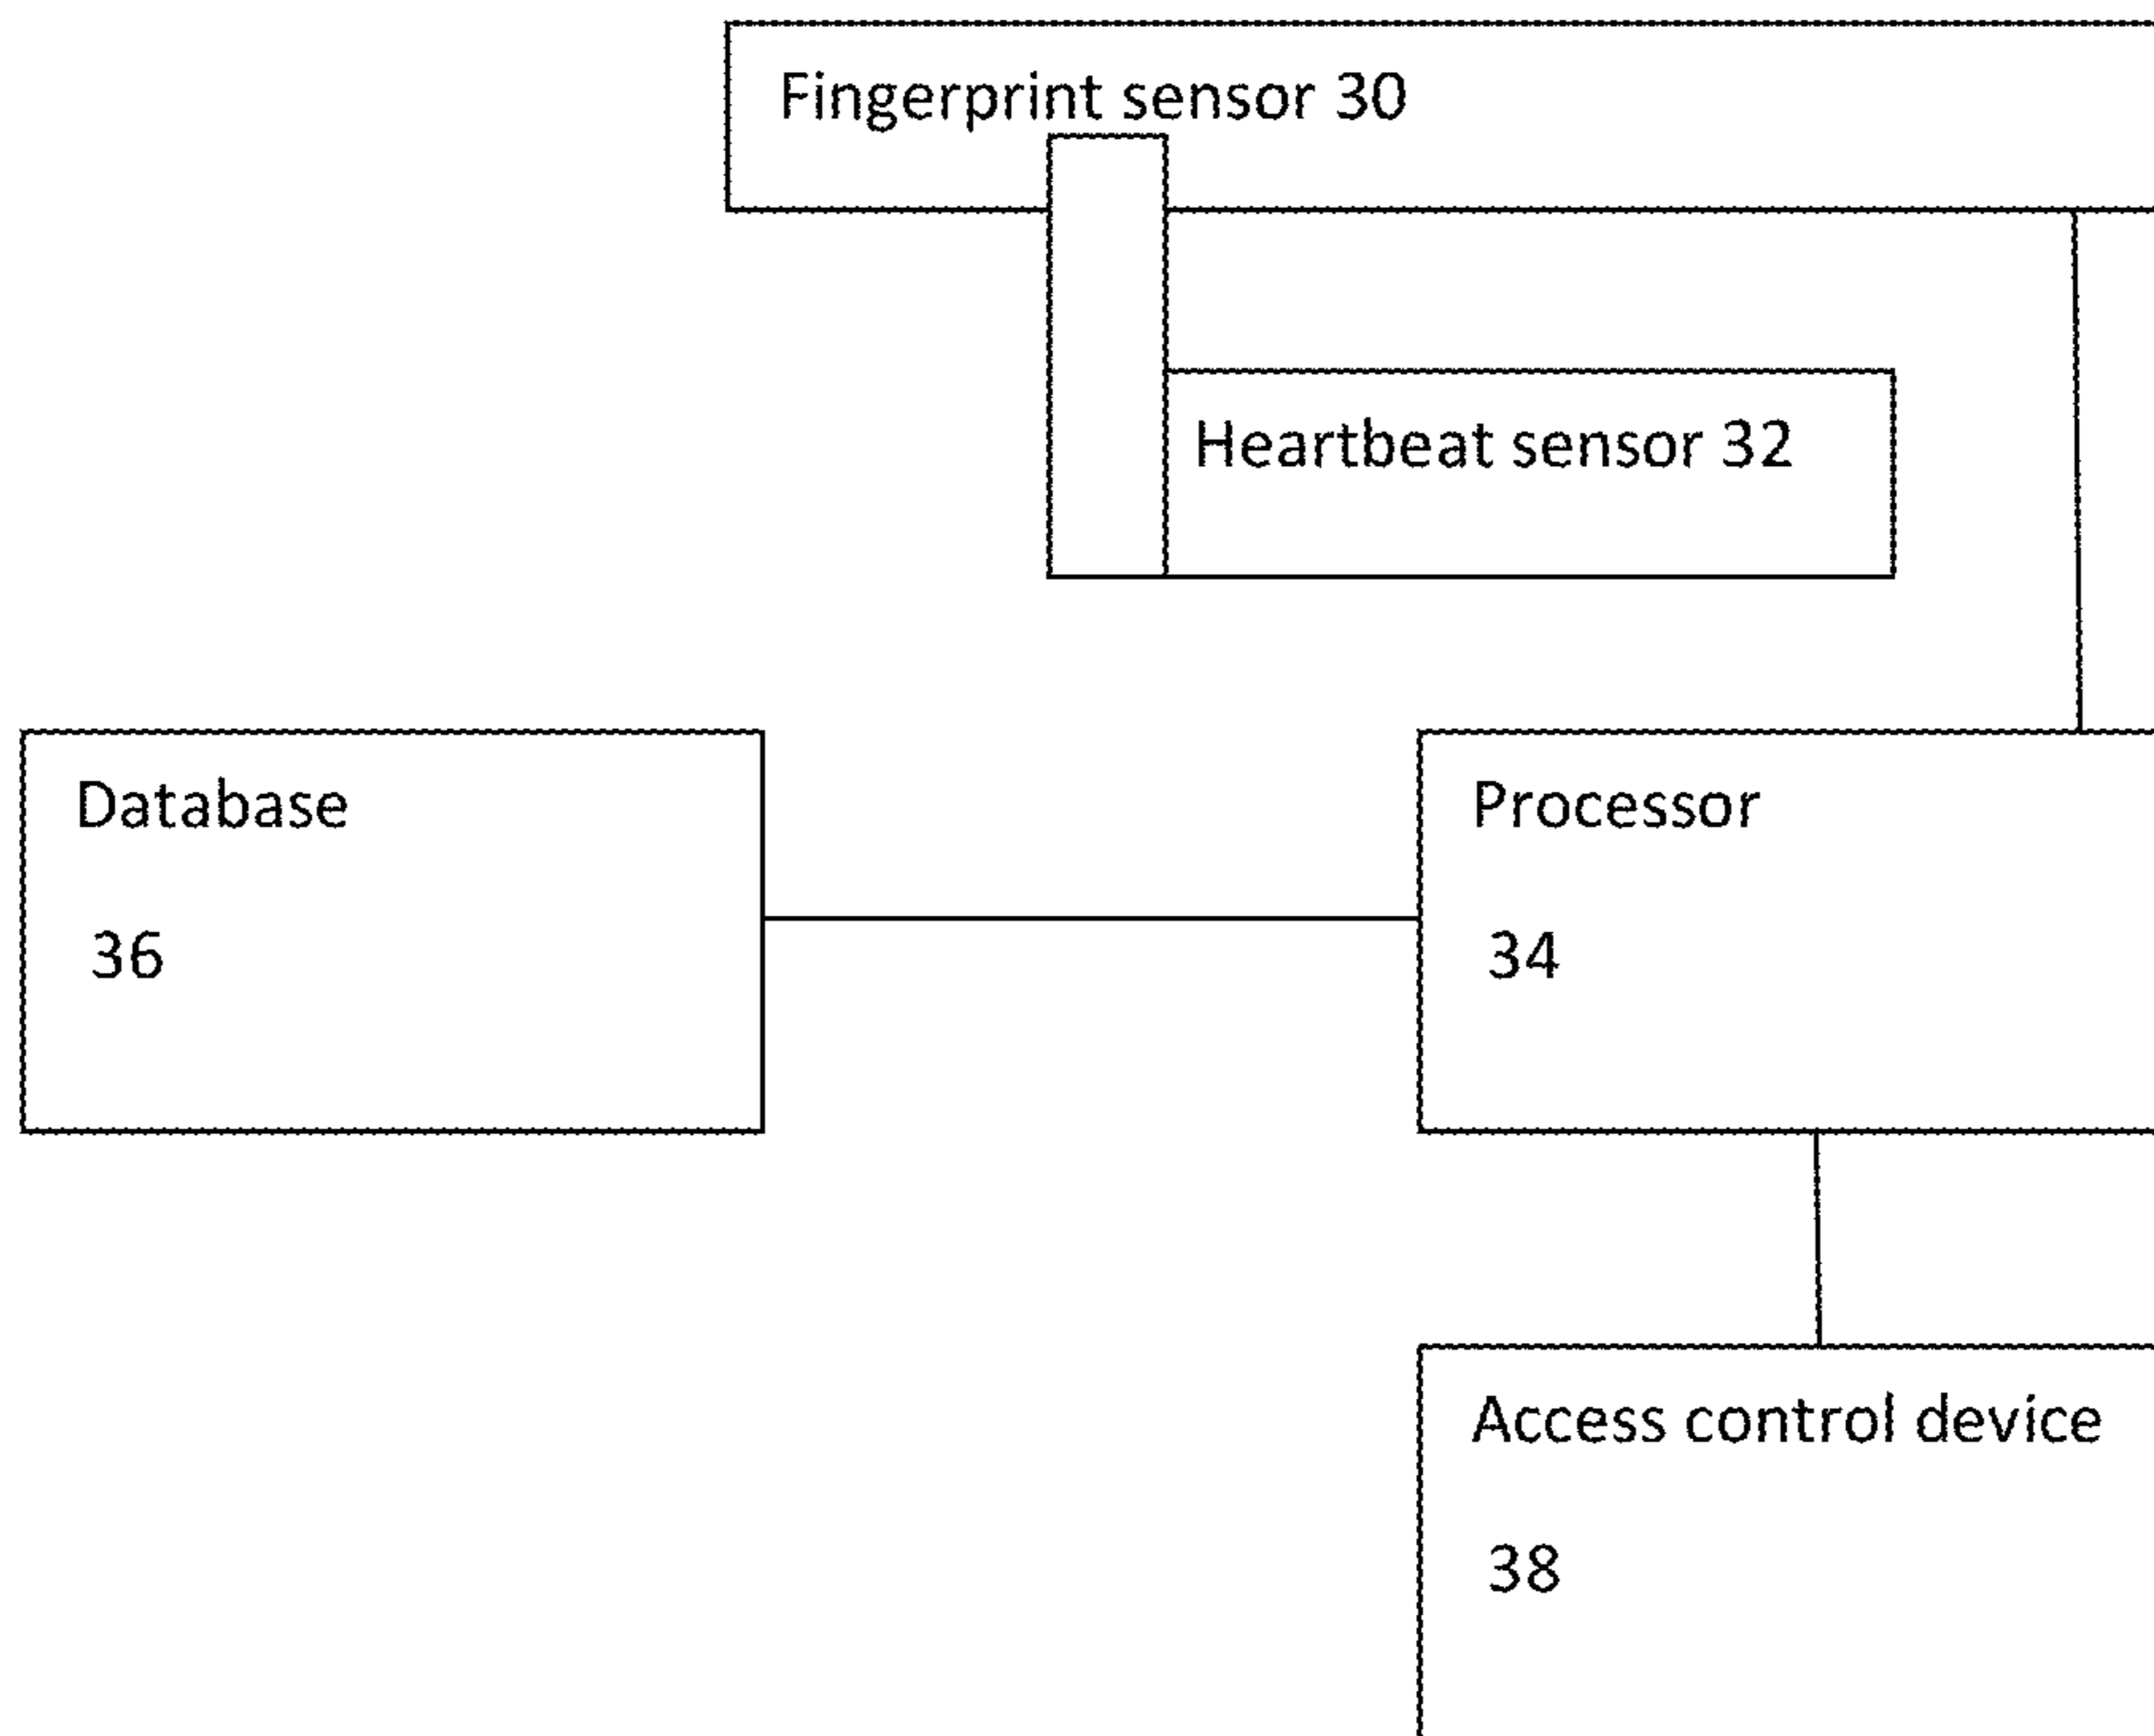 Fingerprint sensor 30
Heartbeat sensor 32
Database
36
Processor
34
Access control device
38